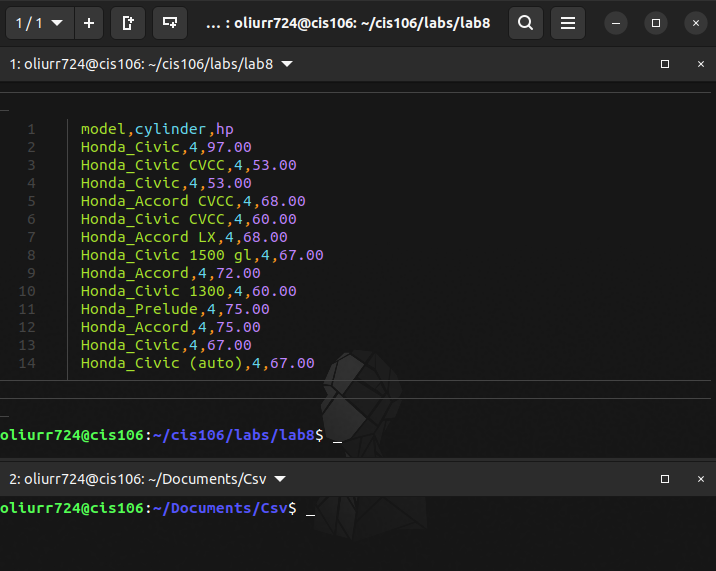 1 / 1 … : oliurr724@cis106: ~/cis106/labs/lab8
1: oliurr724@cis106: ~/cis106/labs/lab8
1 model,cylinder,hp
2 Honda_Civic,4,97.00
3 Honda_Civic CVCC,4,53.00
4 Honda_Civic,4,53.00
5 Honda_Accord CVCC,4,68.00
6 Honda_Civic CVCC,4,60.00
7 Honda_Accord LX,4,68.00
8 Honda_Civic 1500 gl,4,67.00
9 Honda_Accord,4,72.00
10 Honda_Civic 1300,4,60.00
11 Honda_Prelude,4,75.00
12 Honda_Accord,4,75.00
13 Honda_Civic,4,67.00
14 Honda_Civic (auto),4,67.00
oliurr724@cis106:~/cis106/labs/lab8$ _
2: oliurr724@cis106: ~/Documents/Csv
oliurr724@cis106:~/Documents/Csv$ _